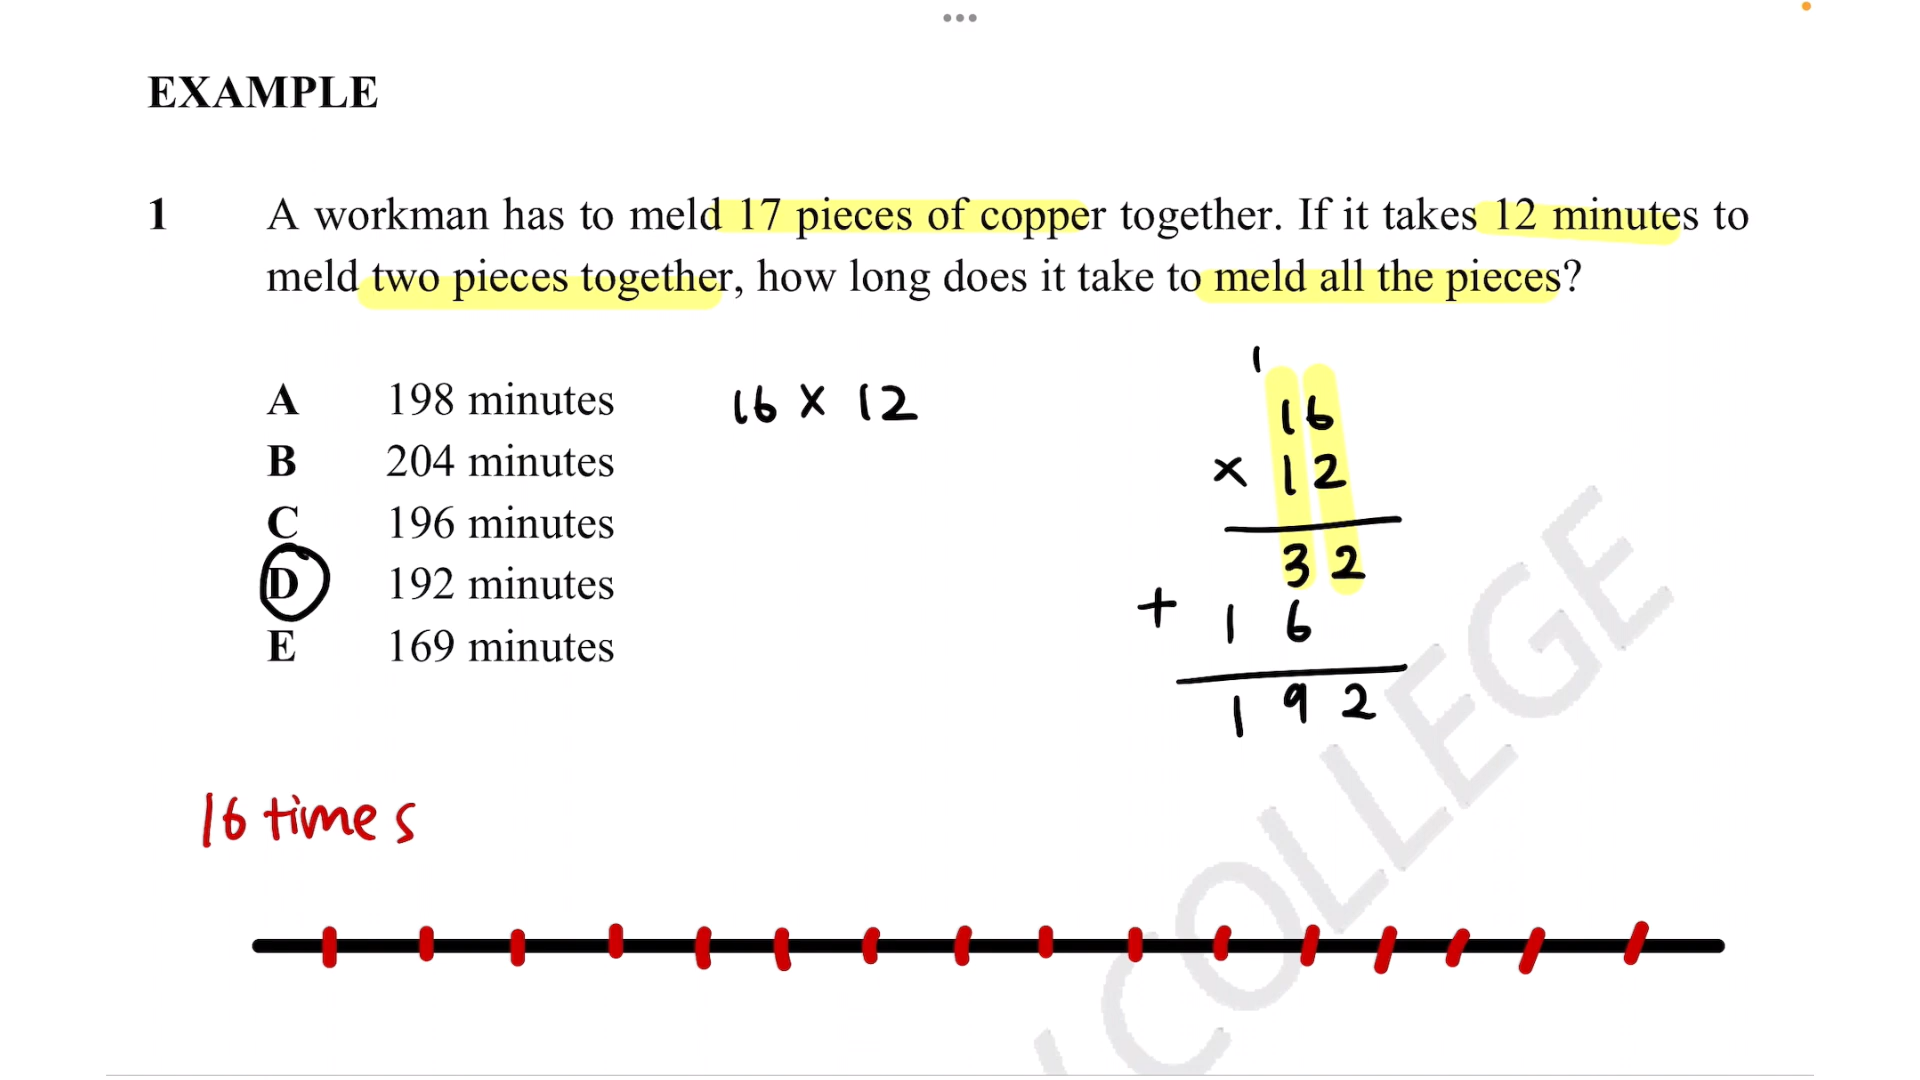 EXAMPLE
1 A workman has to meld 17 pieces of copper together. If it takes 12 minutes to
meld two pieces together, how long does it take to meld all the pieces?
A 198 minutes
B 204 minutes
C 196 minutes
D 192 minutes
E 169 minutes
16 × 12
1
16
× 12
32
+ 16
192
16 times
COLLEGE